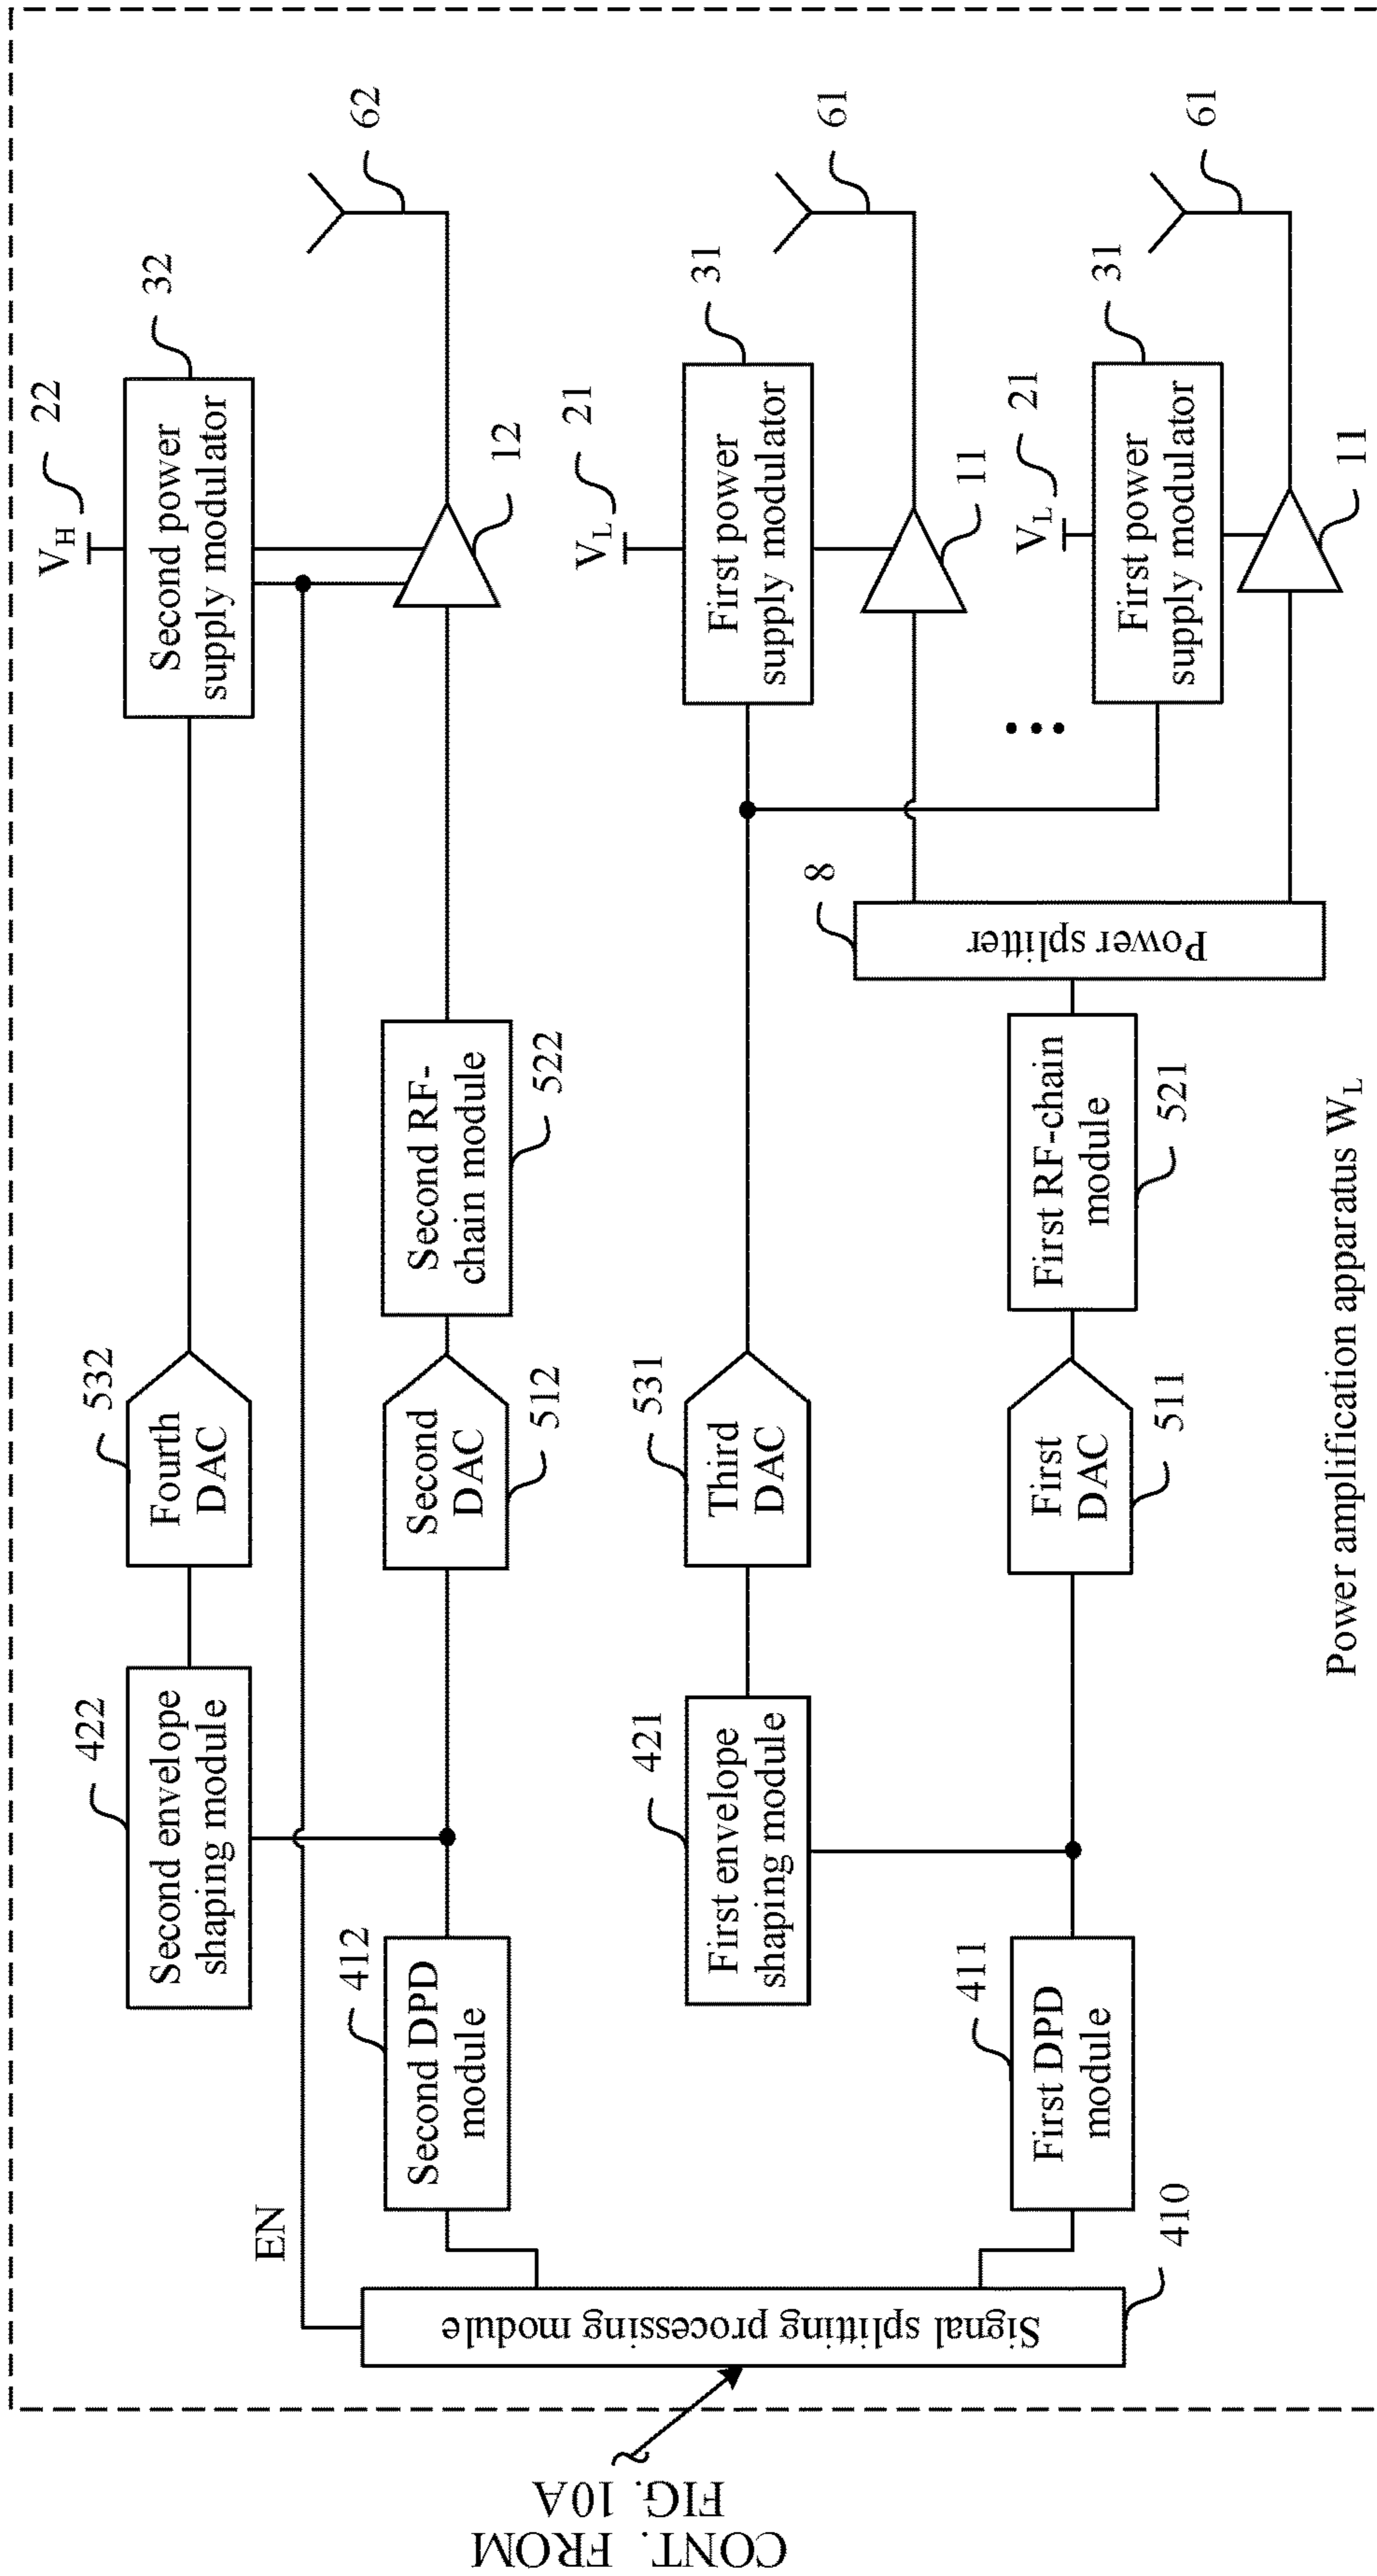 CONT. FROM
FIG. 10A
Signal splitting processing module
410
EN
Second envelope
shaping module
422
Fourth
DAC
532
V_H
22
Second power
supply modulator
32
Second DPD
module
412
Second
DAC
512
Second RF-
chain module
522
12
62
First envelope
shaping module
421
Third
DAC
531
V_L
21
First power
supply modulator
31
11
61
First DPD
module
411
First
DAC
511
First RF-chain
module
521
Power splitter
8
...
V_L
21
First power
supply modulator
31
11
61
Power amplification apparatus W_L